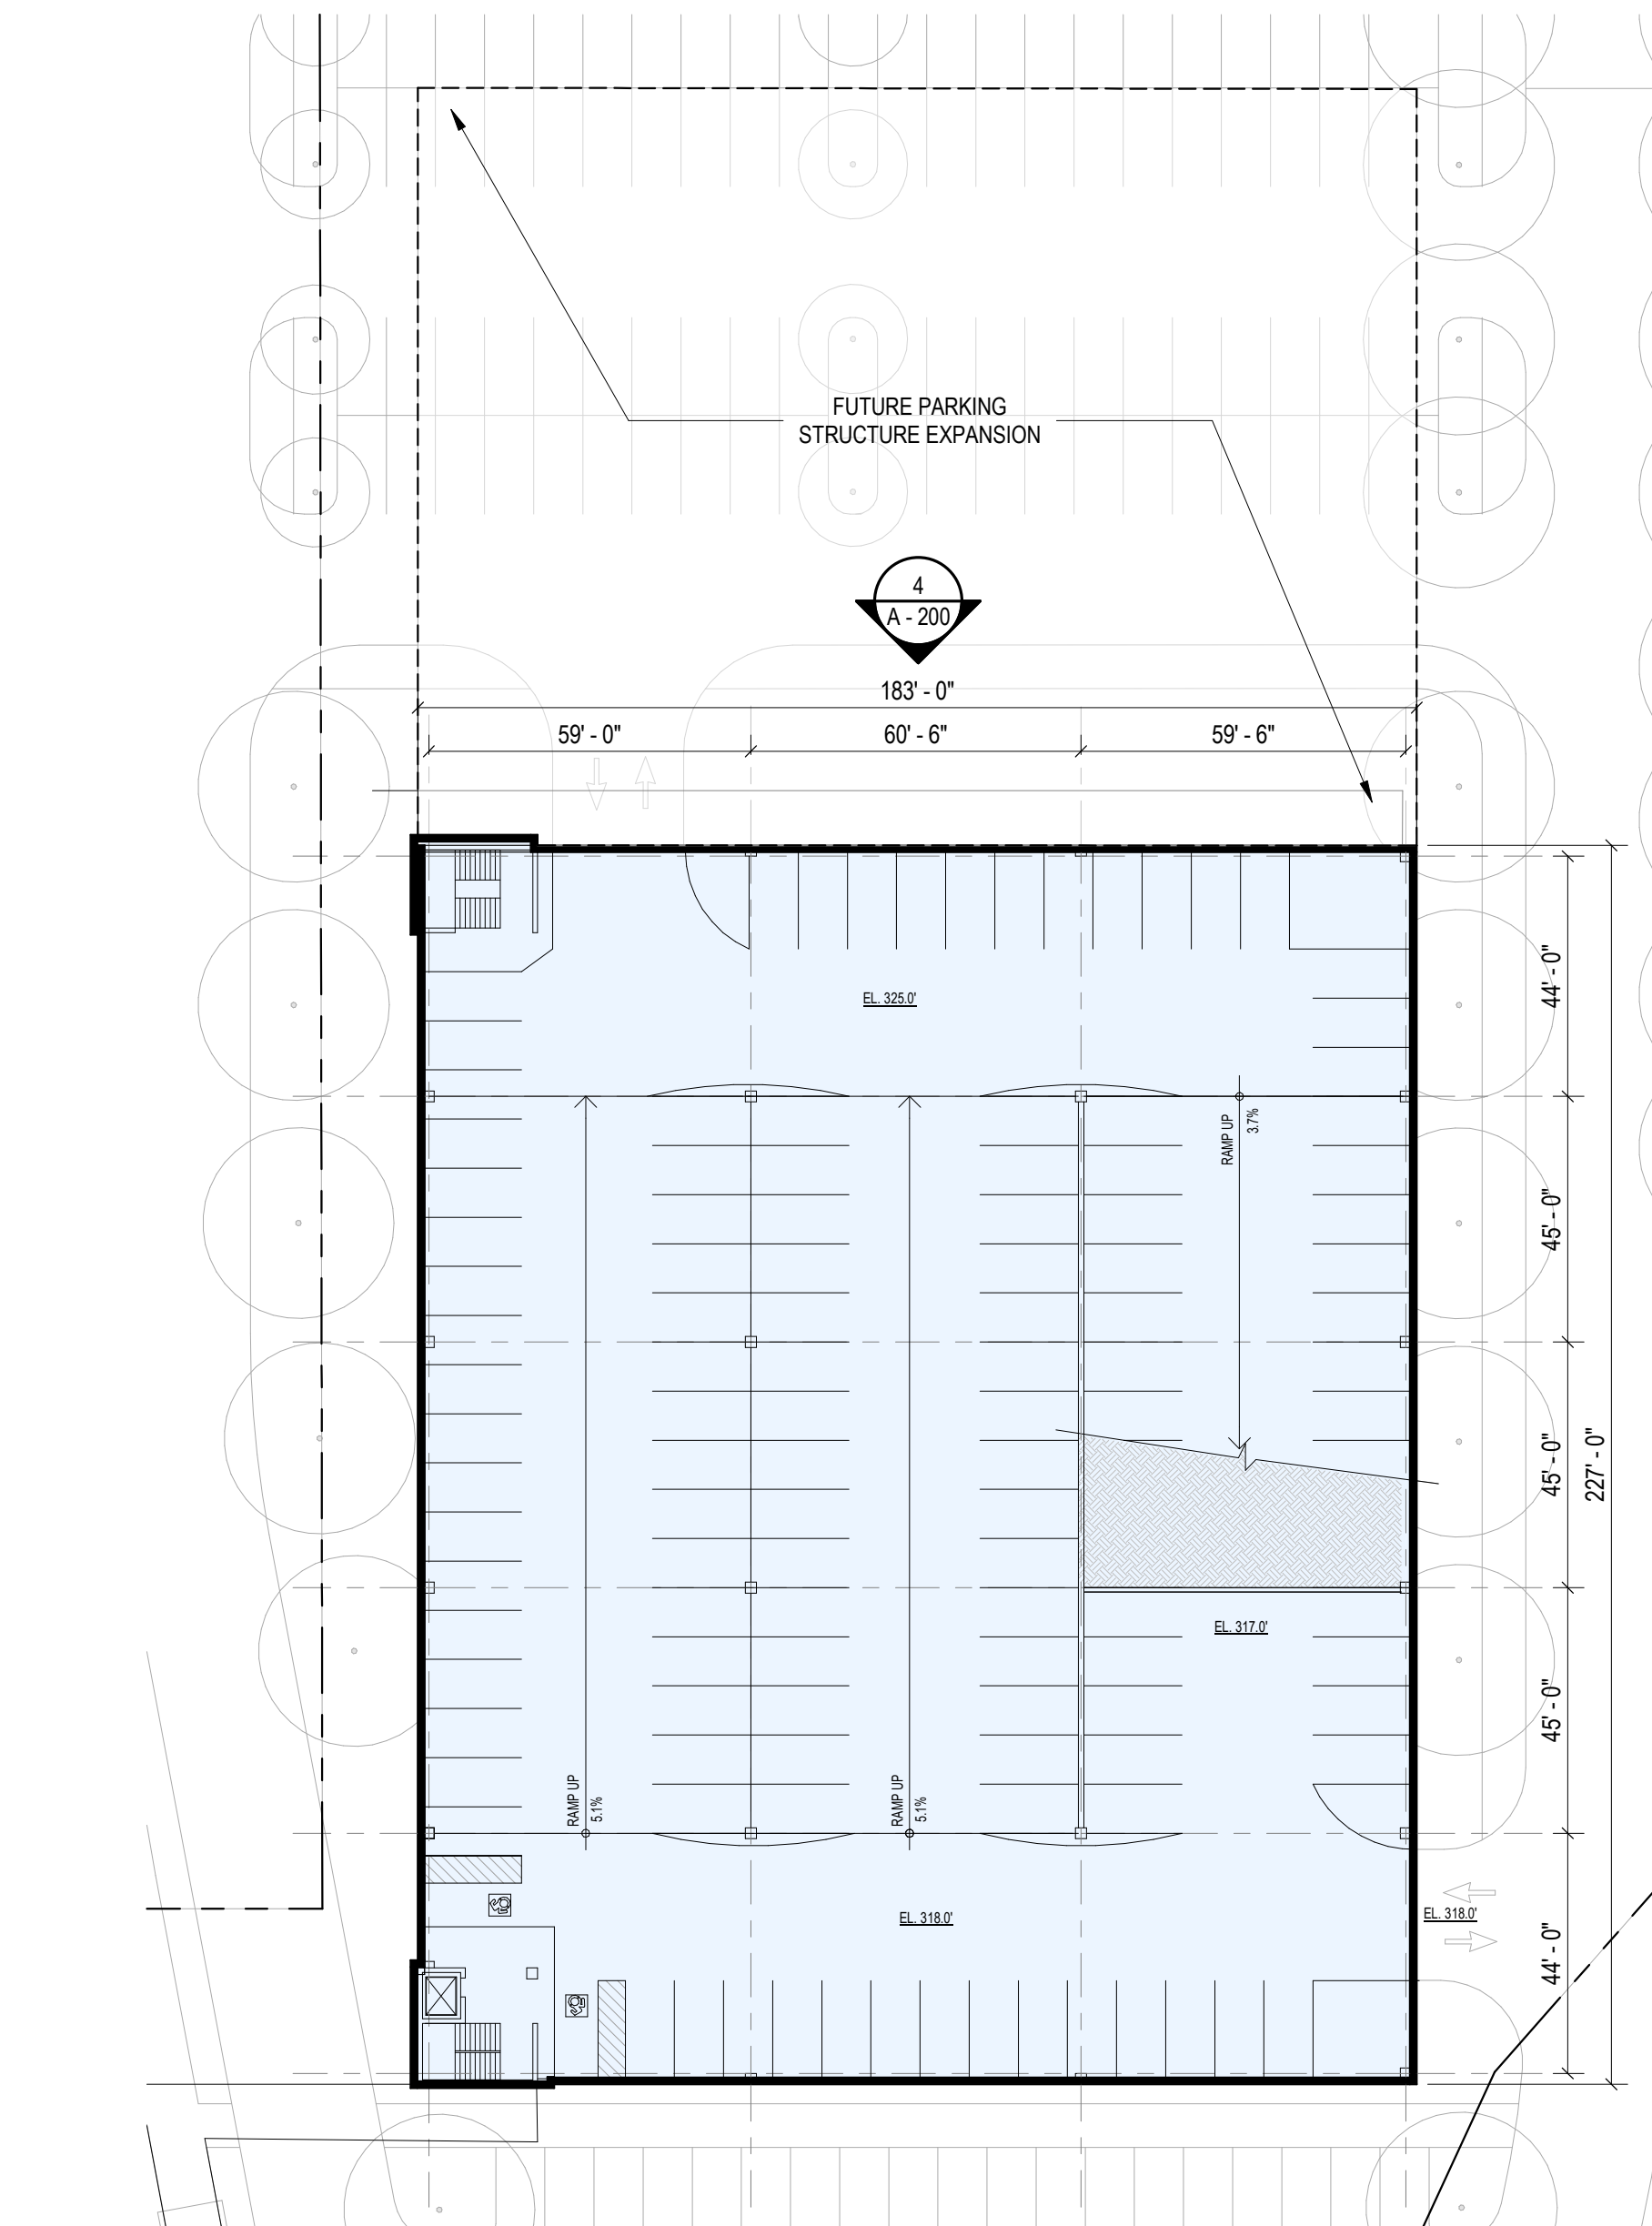 FUTURE PARKING
STRUCTURE EXPANSION
4
A - 200
183' - 0"
59' - 0"
60' - 6"
59' - 6"
44' - 0"
EL. 325.0'
RAMP UP
3.7%
45' - 0"
45' - 0"
227' - 0"
EL. 317.0'
45' - 0"
RAMP UP
5.1%
RAMP UP
5.1%
EL. 318.0'
EL. 318.0'
44' - 0"